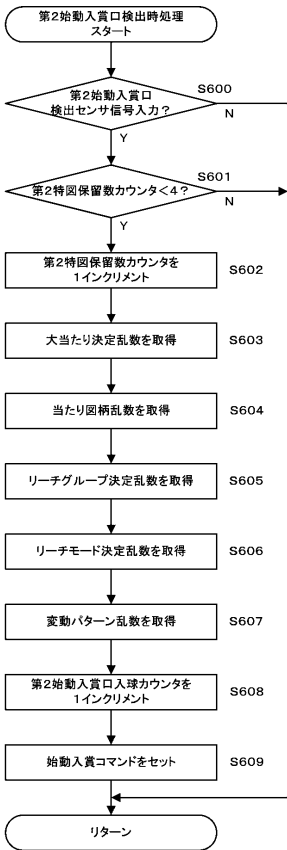 第2始動入賞口検出時処理
スタート
S600
第2始動入賞口
検出センサ信号入力?
N
Y
S601
第2特図保留数カウンタ<4?
N
Y
第2特図保留数カウンタを
1インクリメント
S602
大当たり決定乱数を取得
S603
当たり図柄乱数を取得
S604
リーチグループ決定乱数を取得
S605
リーチモード決定乱数を取得
S606
変動パターン乱数を取得
S607
第2始動入賞口入球カウンタを
1インクリメント
S608
始動入賞コマンドをセット
S609
リターン